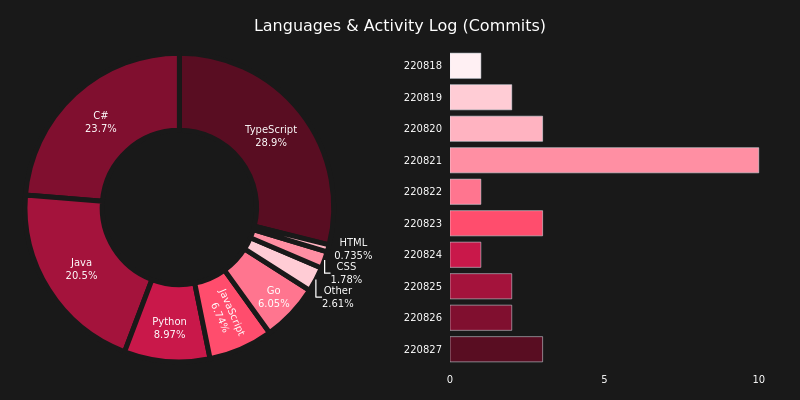 Languages & Activity Log (Commits)
TypeScript
28.9%
C#
23.7%
Java
20.5%
Python
8.97%
JavaScript
6.74%
Go
6.05%
Other
2.61%
CSS
1.78%
HTML
0.735%
220818
220819
220820
220821
220822
220823
220824
220825
220826
220827
0 5 10